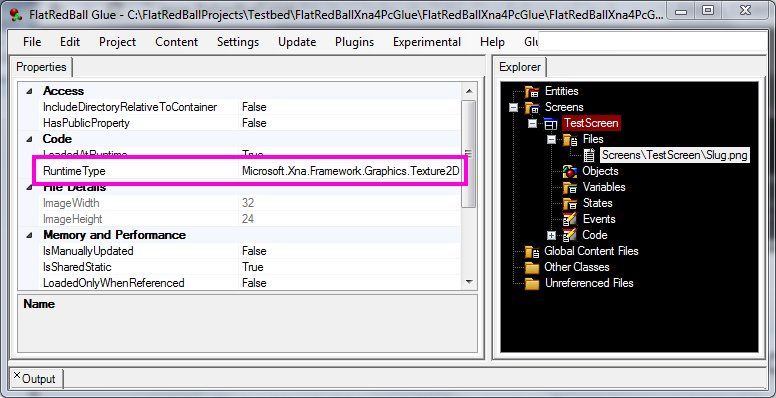 FlatRedBall Glue - C:\FlatRedBallProjects\Testbed\FlatRedBallXna4PcGlue\FlatRedBallXna4PcGlue\FlatRedBallXna4PcG...
File Edit Project Content Settings Update Plugins Experimental Help Glu
Properties
Access
IncludeDirectoryRelativeToContainer False
HasPublicProperty False
Code
LoadedAtRuntime True
RuntimeType Microsoft.Xna.Framework.Graphics.Texture2D
File Details
ImageWidth 32
ImageHeight 24
Memory and Performance
IsManuallyUpdated False
IsSharedStatic True
LoadedOnlyWhenReferenced False
Name
Explorer
Entities
Screens
TestScreen
Files
Screens\TestScreen\Slug.png
Objects
Variables
States
Events
Code
Global Content Files
Other Classes
Unreferenced Files
Output